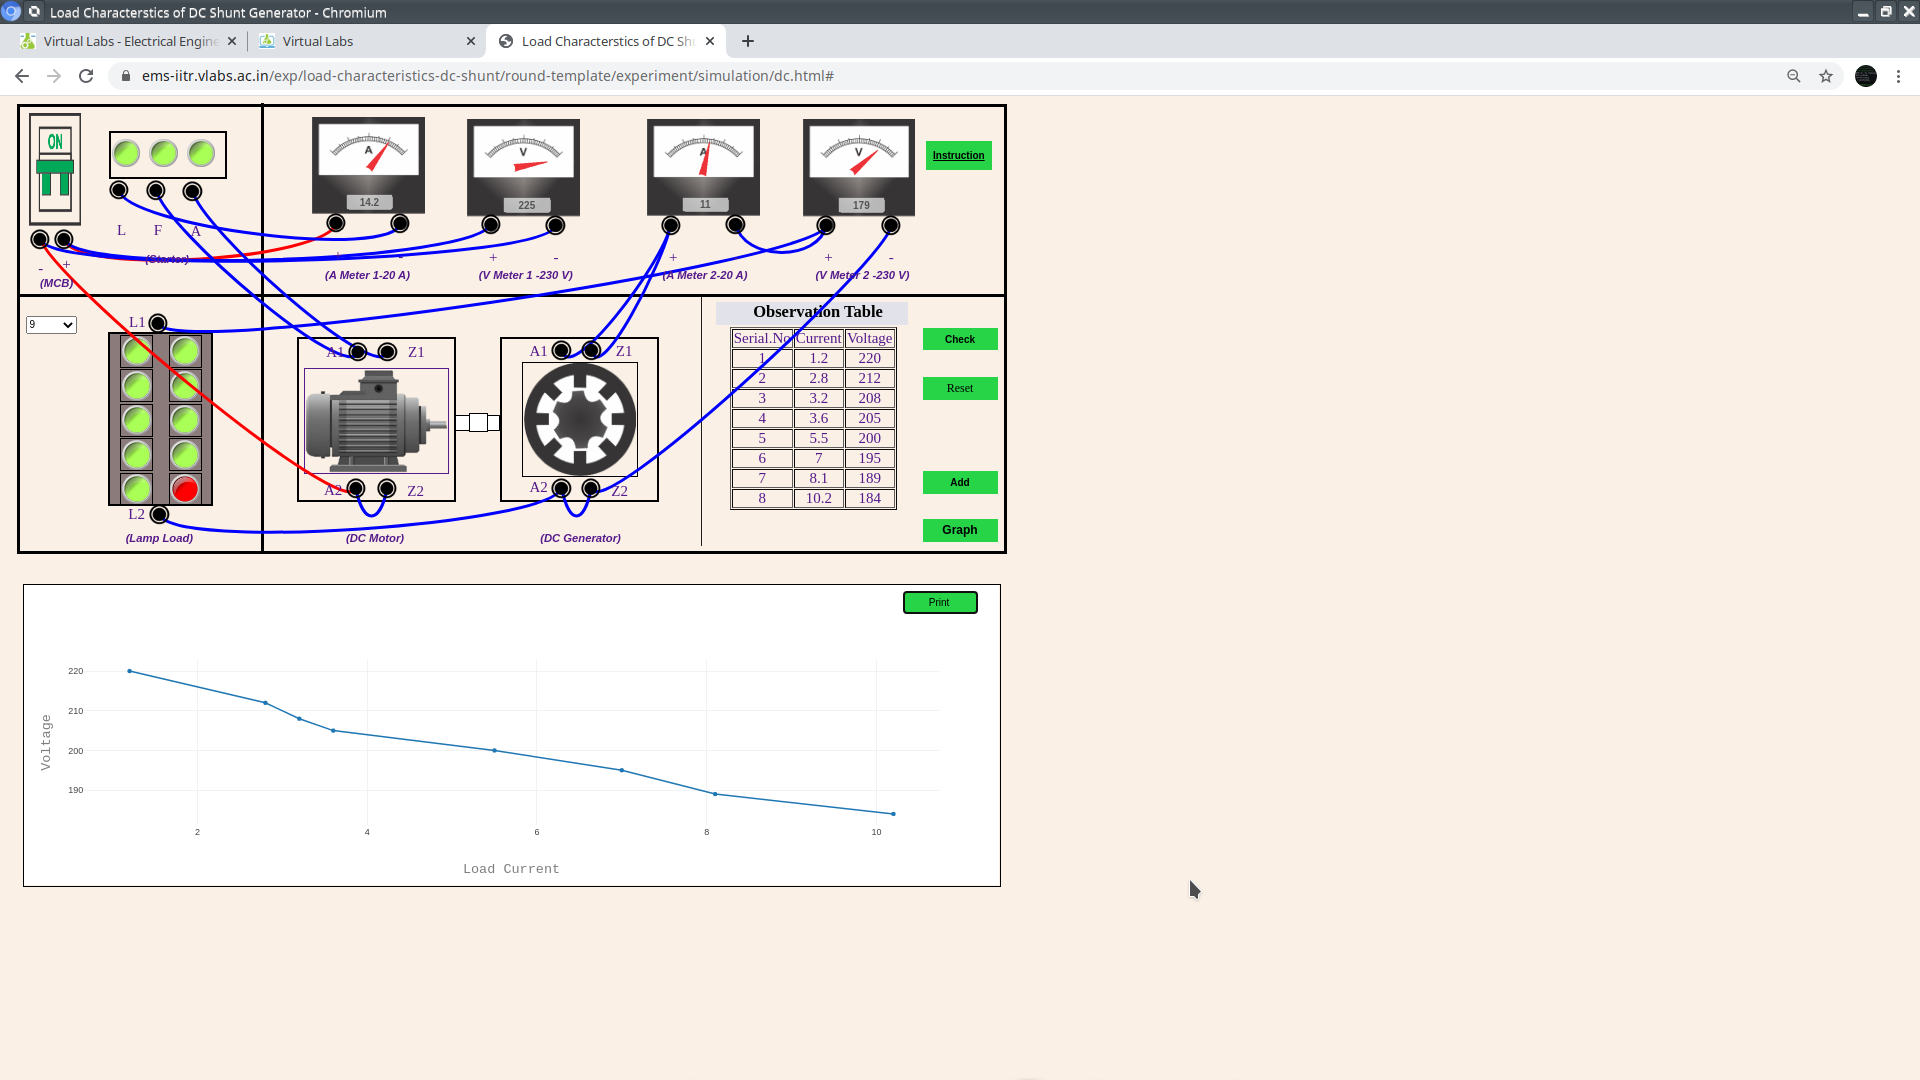 Load Characterstics of DC Shunt Generator - Chromium
Virtual Labs - Electrical Engine
Virtual Labs
Load Characterstics of DC Sh
ems-iitr.vlabs.ac.in/exp/load-characteristics-dc-shunt/round-template/experiment/simulation/dc.html#
ON
L F A
- +
(Starter)
(MCB)
A
14.2
+ -
(A Meter 1-20 A)
V
225
+ -
(V Meter 1 -230 V)
A
11
+
(A Meter 2-20 A)
V
179
+ -
(V Meter 2 -230 V)
Instruction
9
L1
L2
(Lamp Load)
A1 Z1
A2 Z2
(DC Motor)
A1 Z1
A2 Z2
(DC Generator)
Observation Table
Serial.No Current Voltage
1 1.2 220
2 2.8 212
3 3.2 208
4 3.6 205
5 5.5 200
6 7 195
7 8.1 189
8 10.2 184
Check
Reset
Add
Graph
Print
220
210
200
190
Voltage
2 4 6 8 10
Load Current